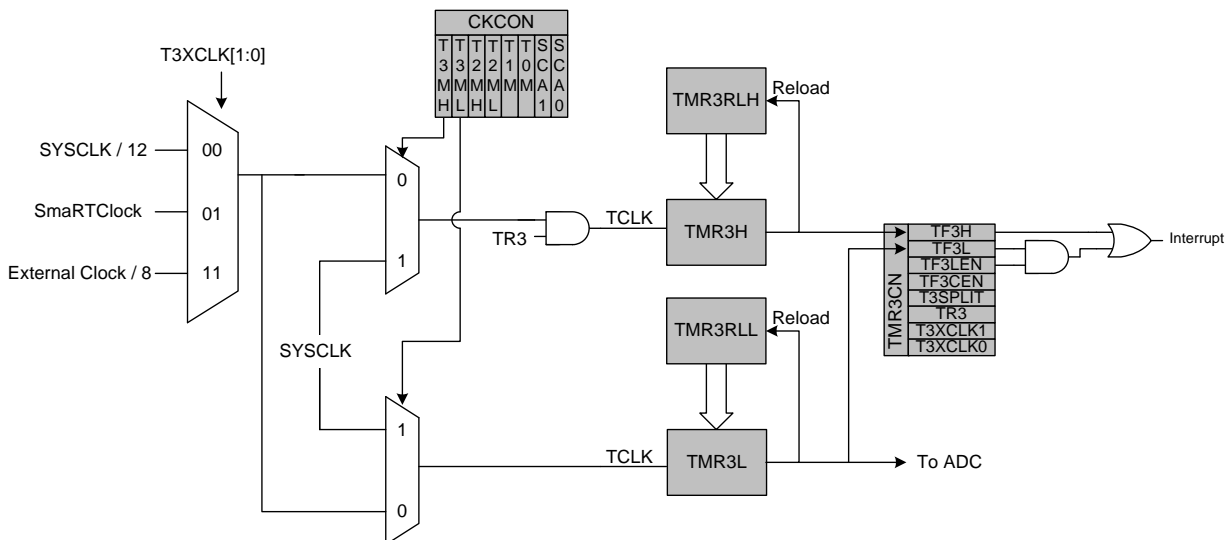 CKCON
T3MH
T3ML
T2MH
T2ML
T1M
T0M
SCA1
SCA0
T3XCLK[1:0]
SYSCLK / 12
00
SmaRTClock
01
External Clock / 8
11
0
1
SYSCLK
1
0
TR3
TCLK
TMR3RLH
Reload
TMR3H
TMR3RLL
Reload
TCLK
TMR3L
To ADC
TMR3CN
TF3H
TF3L
TF3LEN
TF3CEN
T3SPLIT
TR3
T3XCLK1
T3XCLK0
Interrupt